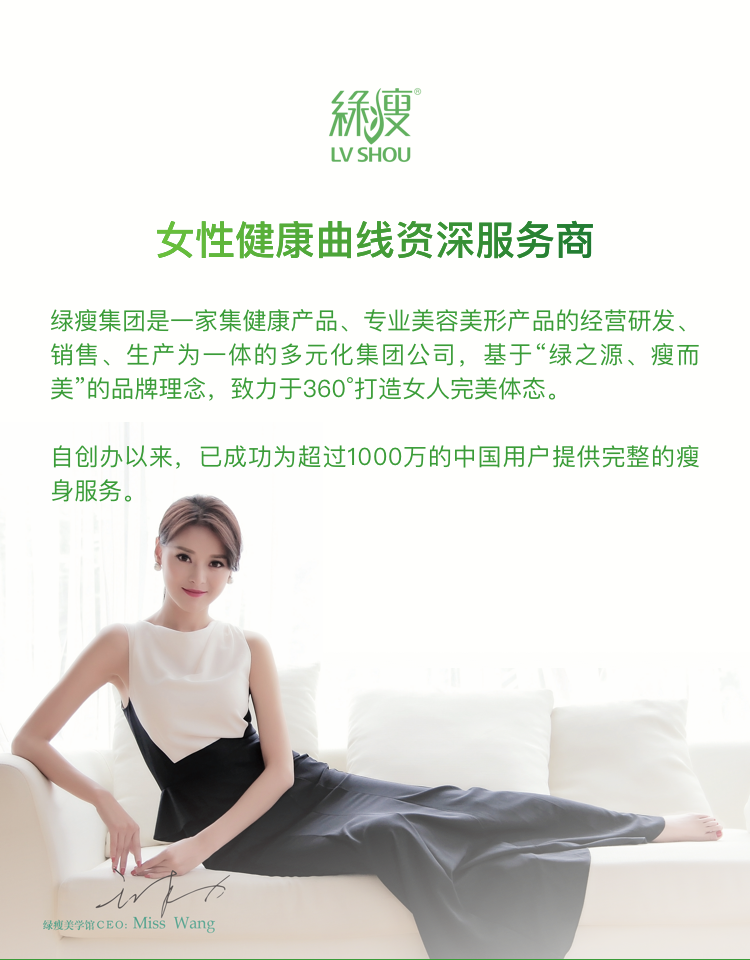 綠瘦®
LV SHOU
女性健康曲线资深服务商
绿瘦集团是一家集健康产品、专业美容美形产品的经营研发、
销售、生产为一体的多元化集团公司，基于“绿之源、瘦而
美”的品牌理念，致力于360°打造女人完美体态。
自创办以来，已成功为超过1000万的中国用户提供完整的瘦
身服务。
绿瘦美学馆CEO: Miss Wang